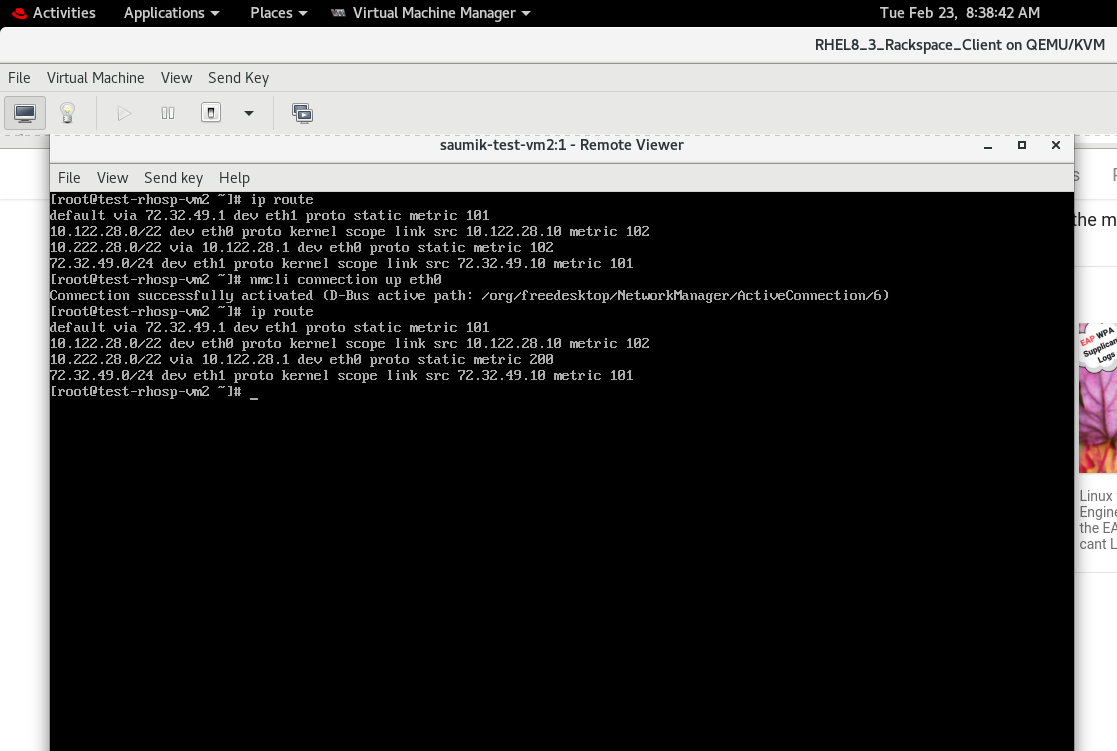 Activities Applications Places Virtual Machine Manager Tue Feb 23, 8:38:42 AM
RHEL8_3_Rackspace_Client on QEMU/KVM
File Virtual Machine View Send Key
saumik-test-vm2:1 - Remote Viewer
File View Send key Help
[root@test-rhosp-vm2 ~]# ip route
default via 72.32.49.1 dev eth1 proto static metric 101
10.122.28.0/22 dev eth0 proto kernel scope link src 10.122.28.10 metric 102
10.222.28.0/22 via 10.122.28.1 dev eth0 proto static metric 102
72.32.49.0/24 dev eth1 proto kernel scope link src 72.32.49.10 metric 101
[root@test-rhosp-vm2 ~]# nmcli connection up eth0
Connection successfully activated (D-Bus active path: /org/freedesktop/NetworkManager/ActiveConnection/6)
[root@test-rhosp-vm2 ~]# ip route
default via 72.32.49.1 dev eth1 proto static metric 101
10.122.28.0/22 dev eth0 proto kernel scope link src 10.122.28.10 metric 102
10.222.28.0/22 via 10.122.28.1 dev eth0 proto static metric 200
72.32.49.0/24 dev eth1 proto kernel scope link src 72.32.49.10 metric 101
[root@test-rhosp-vm2 ~]# _
the m
EAP WPA
Supplican
Logs
Linux
Engine
the EA
cant L